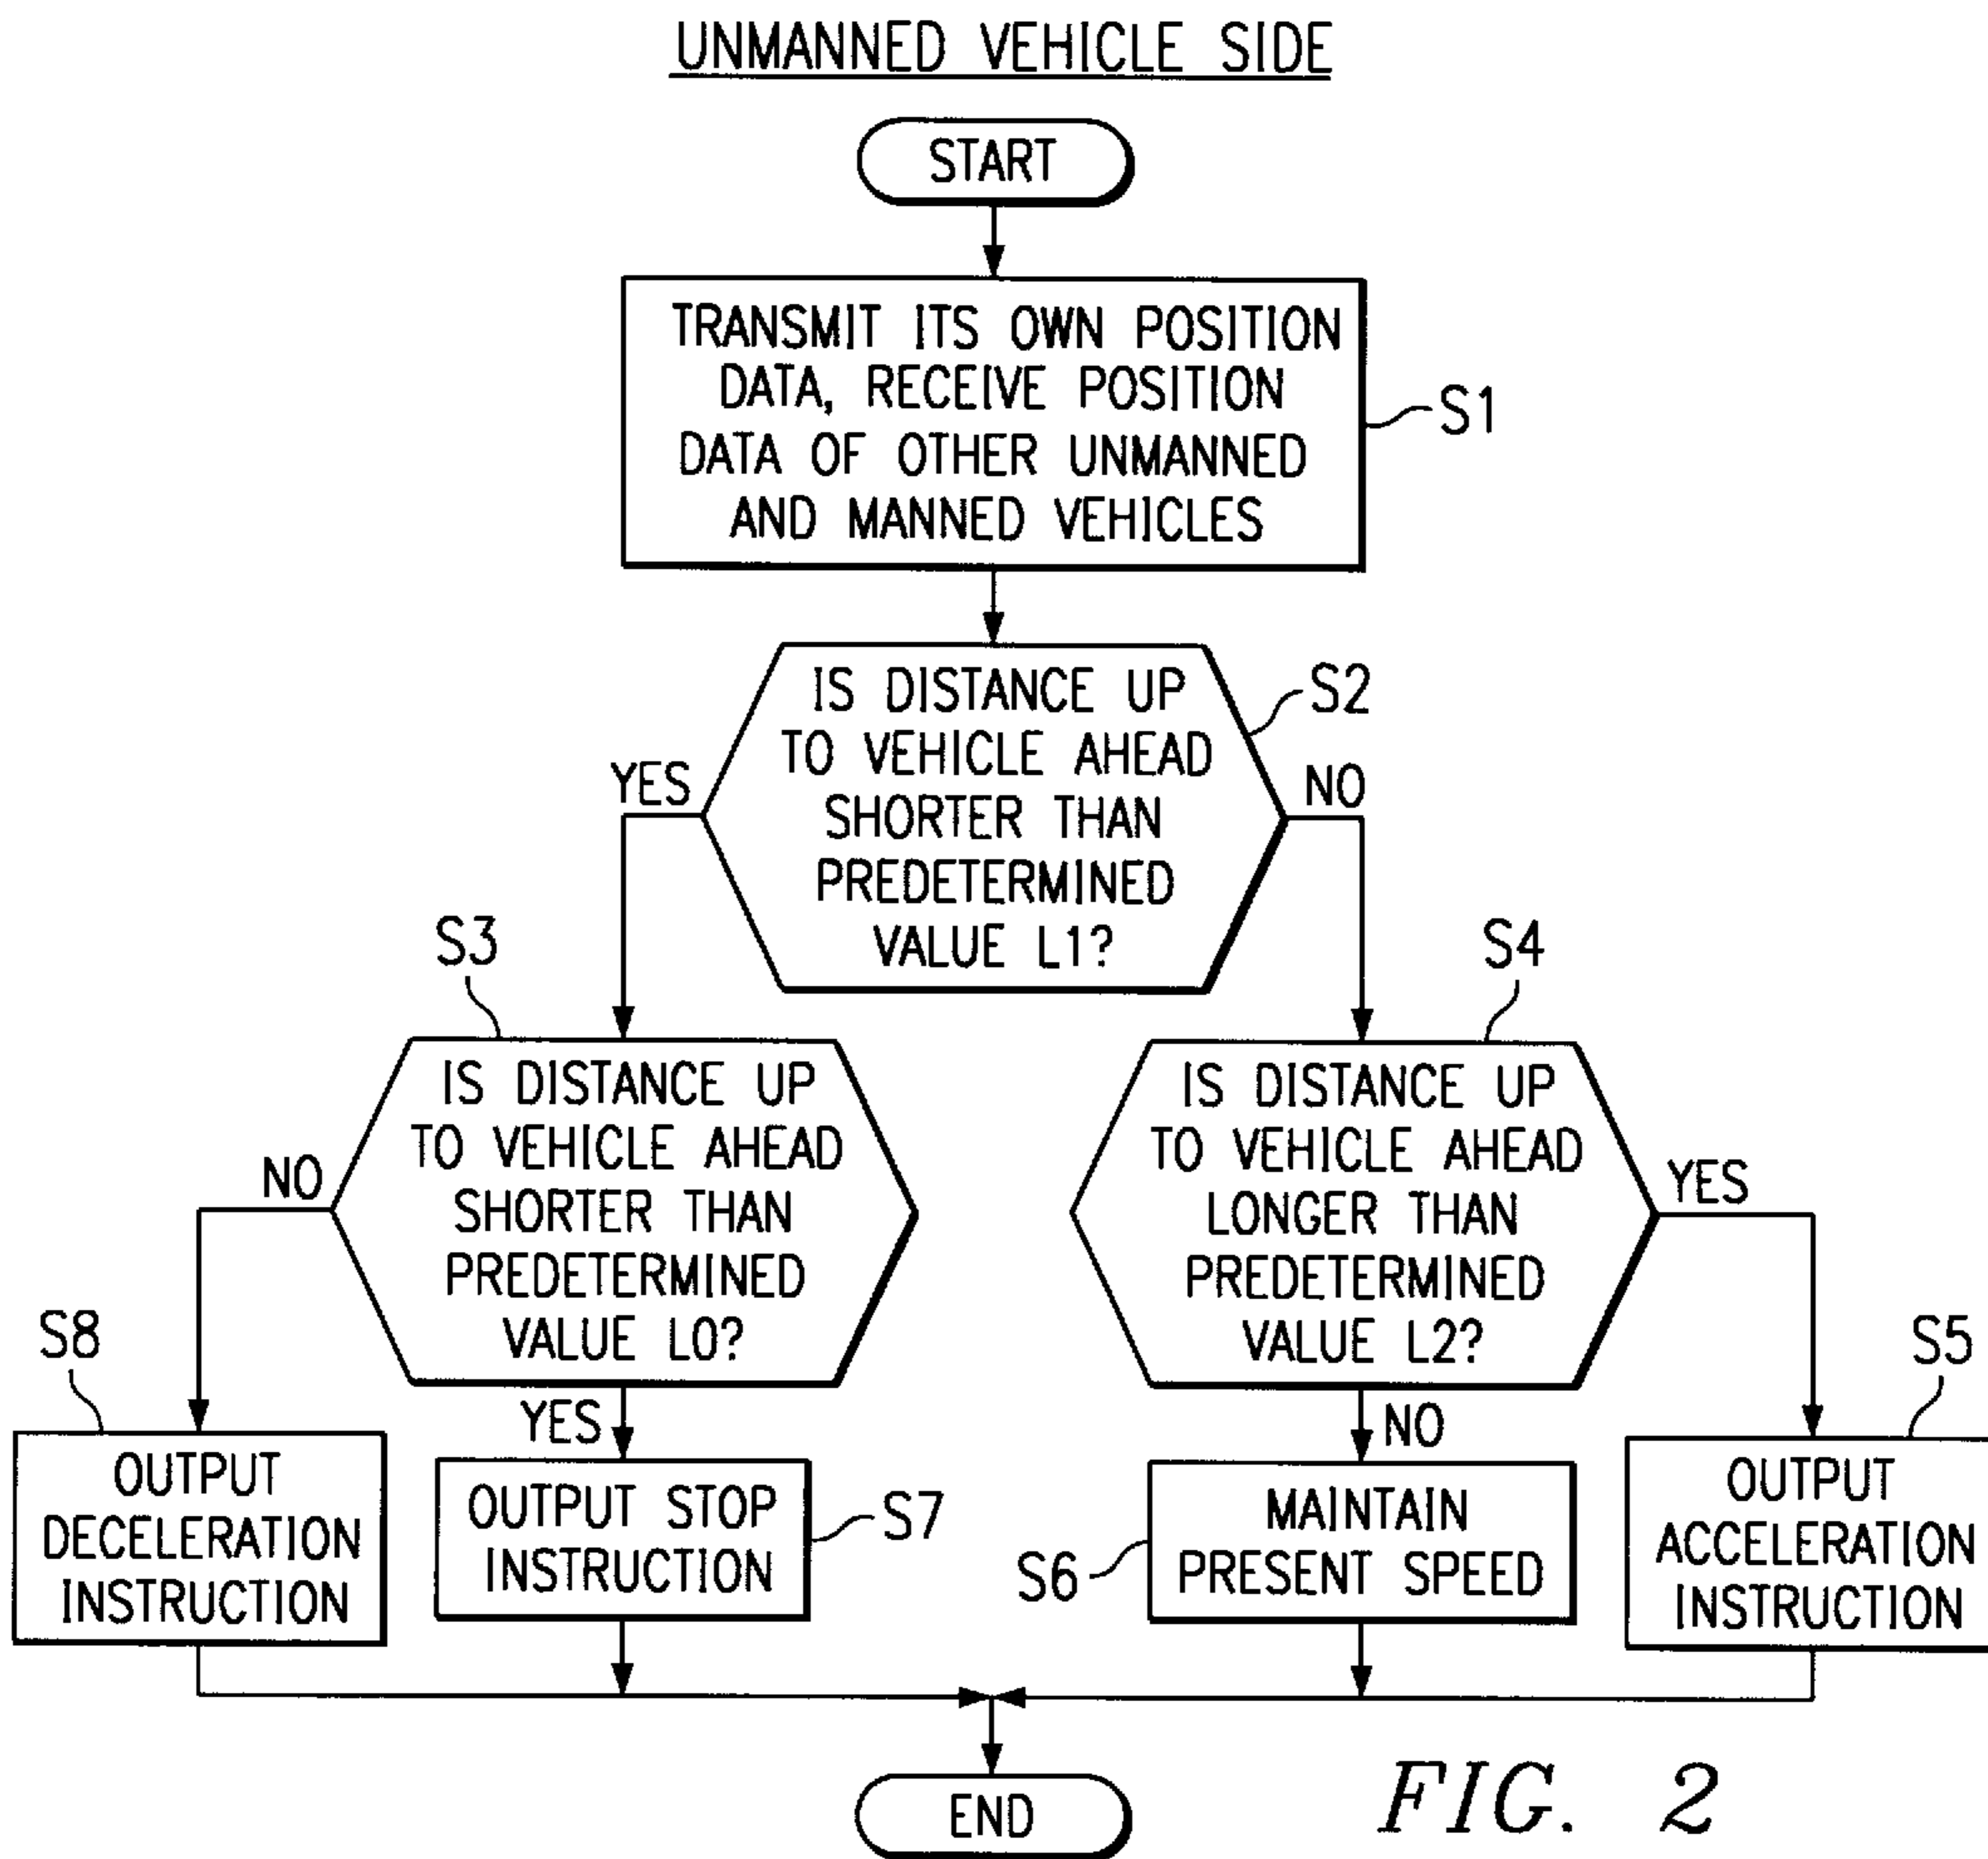 UNMANNED VEHICLE SIDE
START
TRANSMIT ITS OWN POSITION
DATA, RECEIVE POSITION
DATA OF OTHER UNMANNED
AND MANNED VEHICLES
S1
IS DISTANCE UP
TO VEHICLE AHEAD
SHORTER THAN
PREDETERMINED
VALUE L1?
S2
YES
NO
S3
IS DISTANCE UP
TO VEHICLE AHEAD
SHORTER THAN
PREDETERMINED
VALUE L0?
NO
YES
S4
IS DISTANCE UP
TO VEHICLE AHEAD
LONGER THAN
PREDETERMINED
VALUE L2?
YES
NO
S8
OUTPUT
DECELERATION
INSTRUCTION
OUTPUT STOP
INSTRUCTION
S7
S6
MAINTAIN
PRESENT SPEED
S5
OUTPUT
ACCELERATION
INSTRUCTION
END
FIG. 2